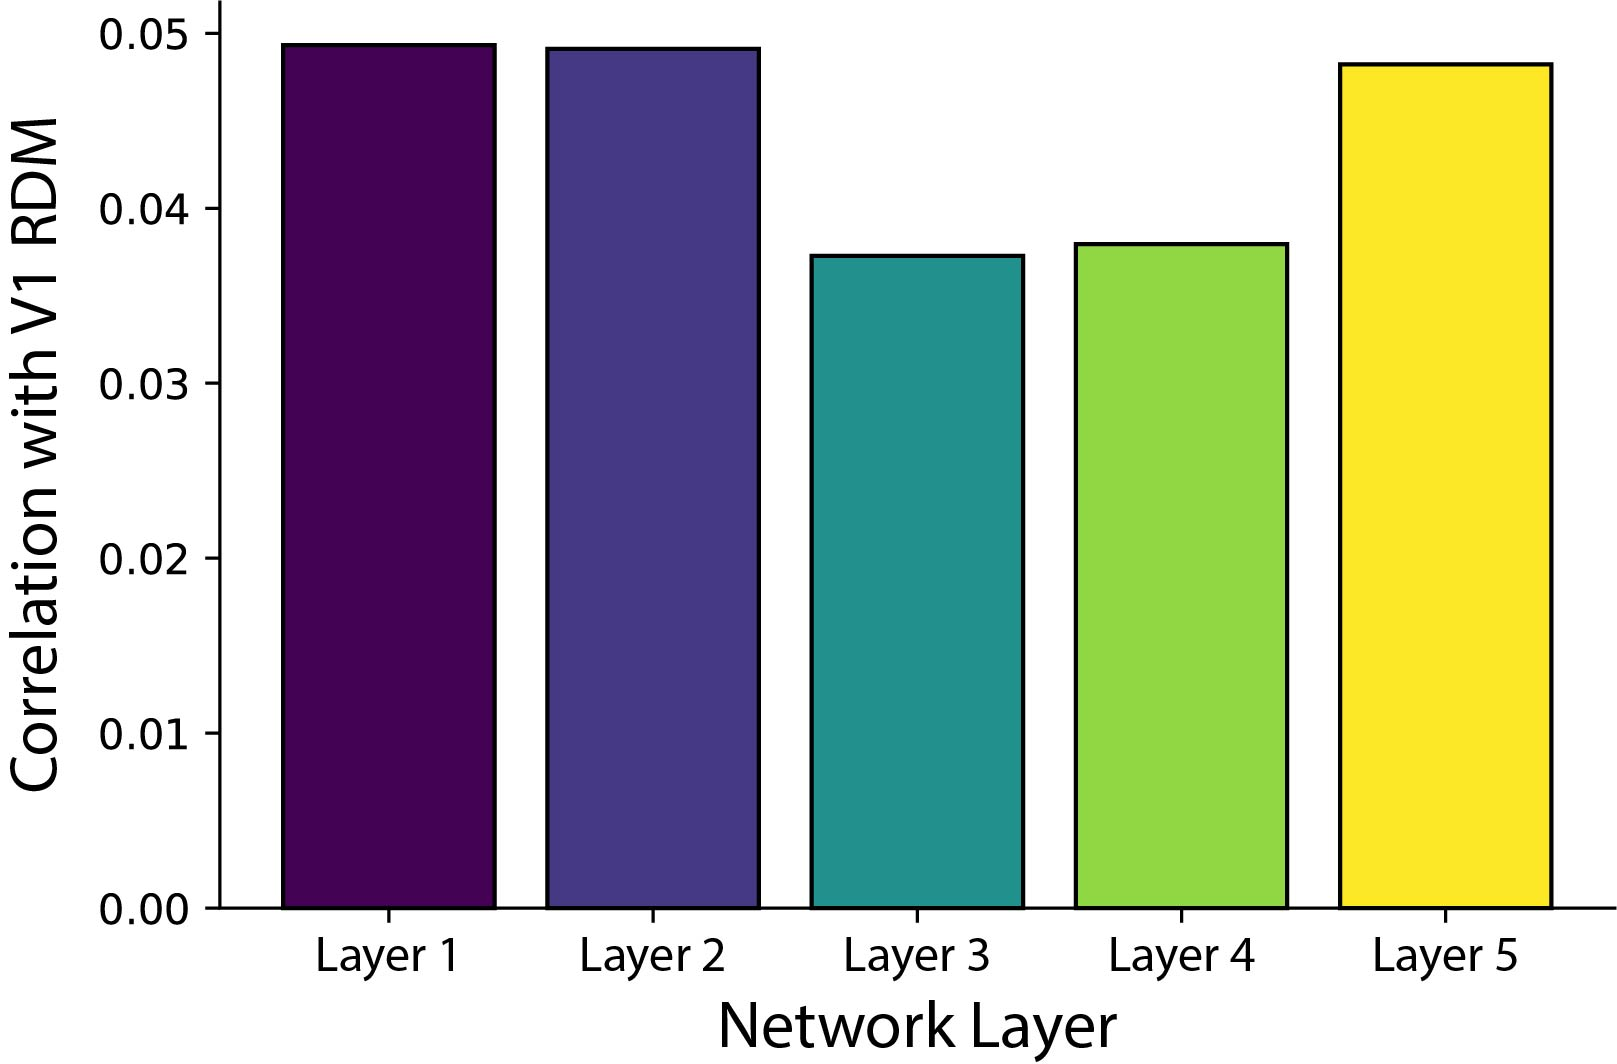 Correlation with V1 RDM
0.05
0.04
0.03
0.02
0.01
0.00
Layer 1
Layer 2
Layer 3
Layer 4
Layer 5
Network Layer